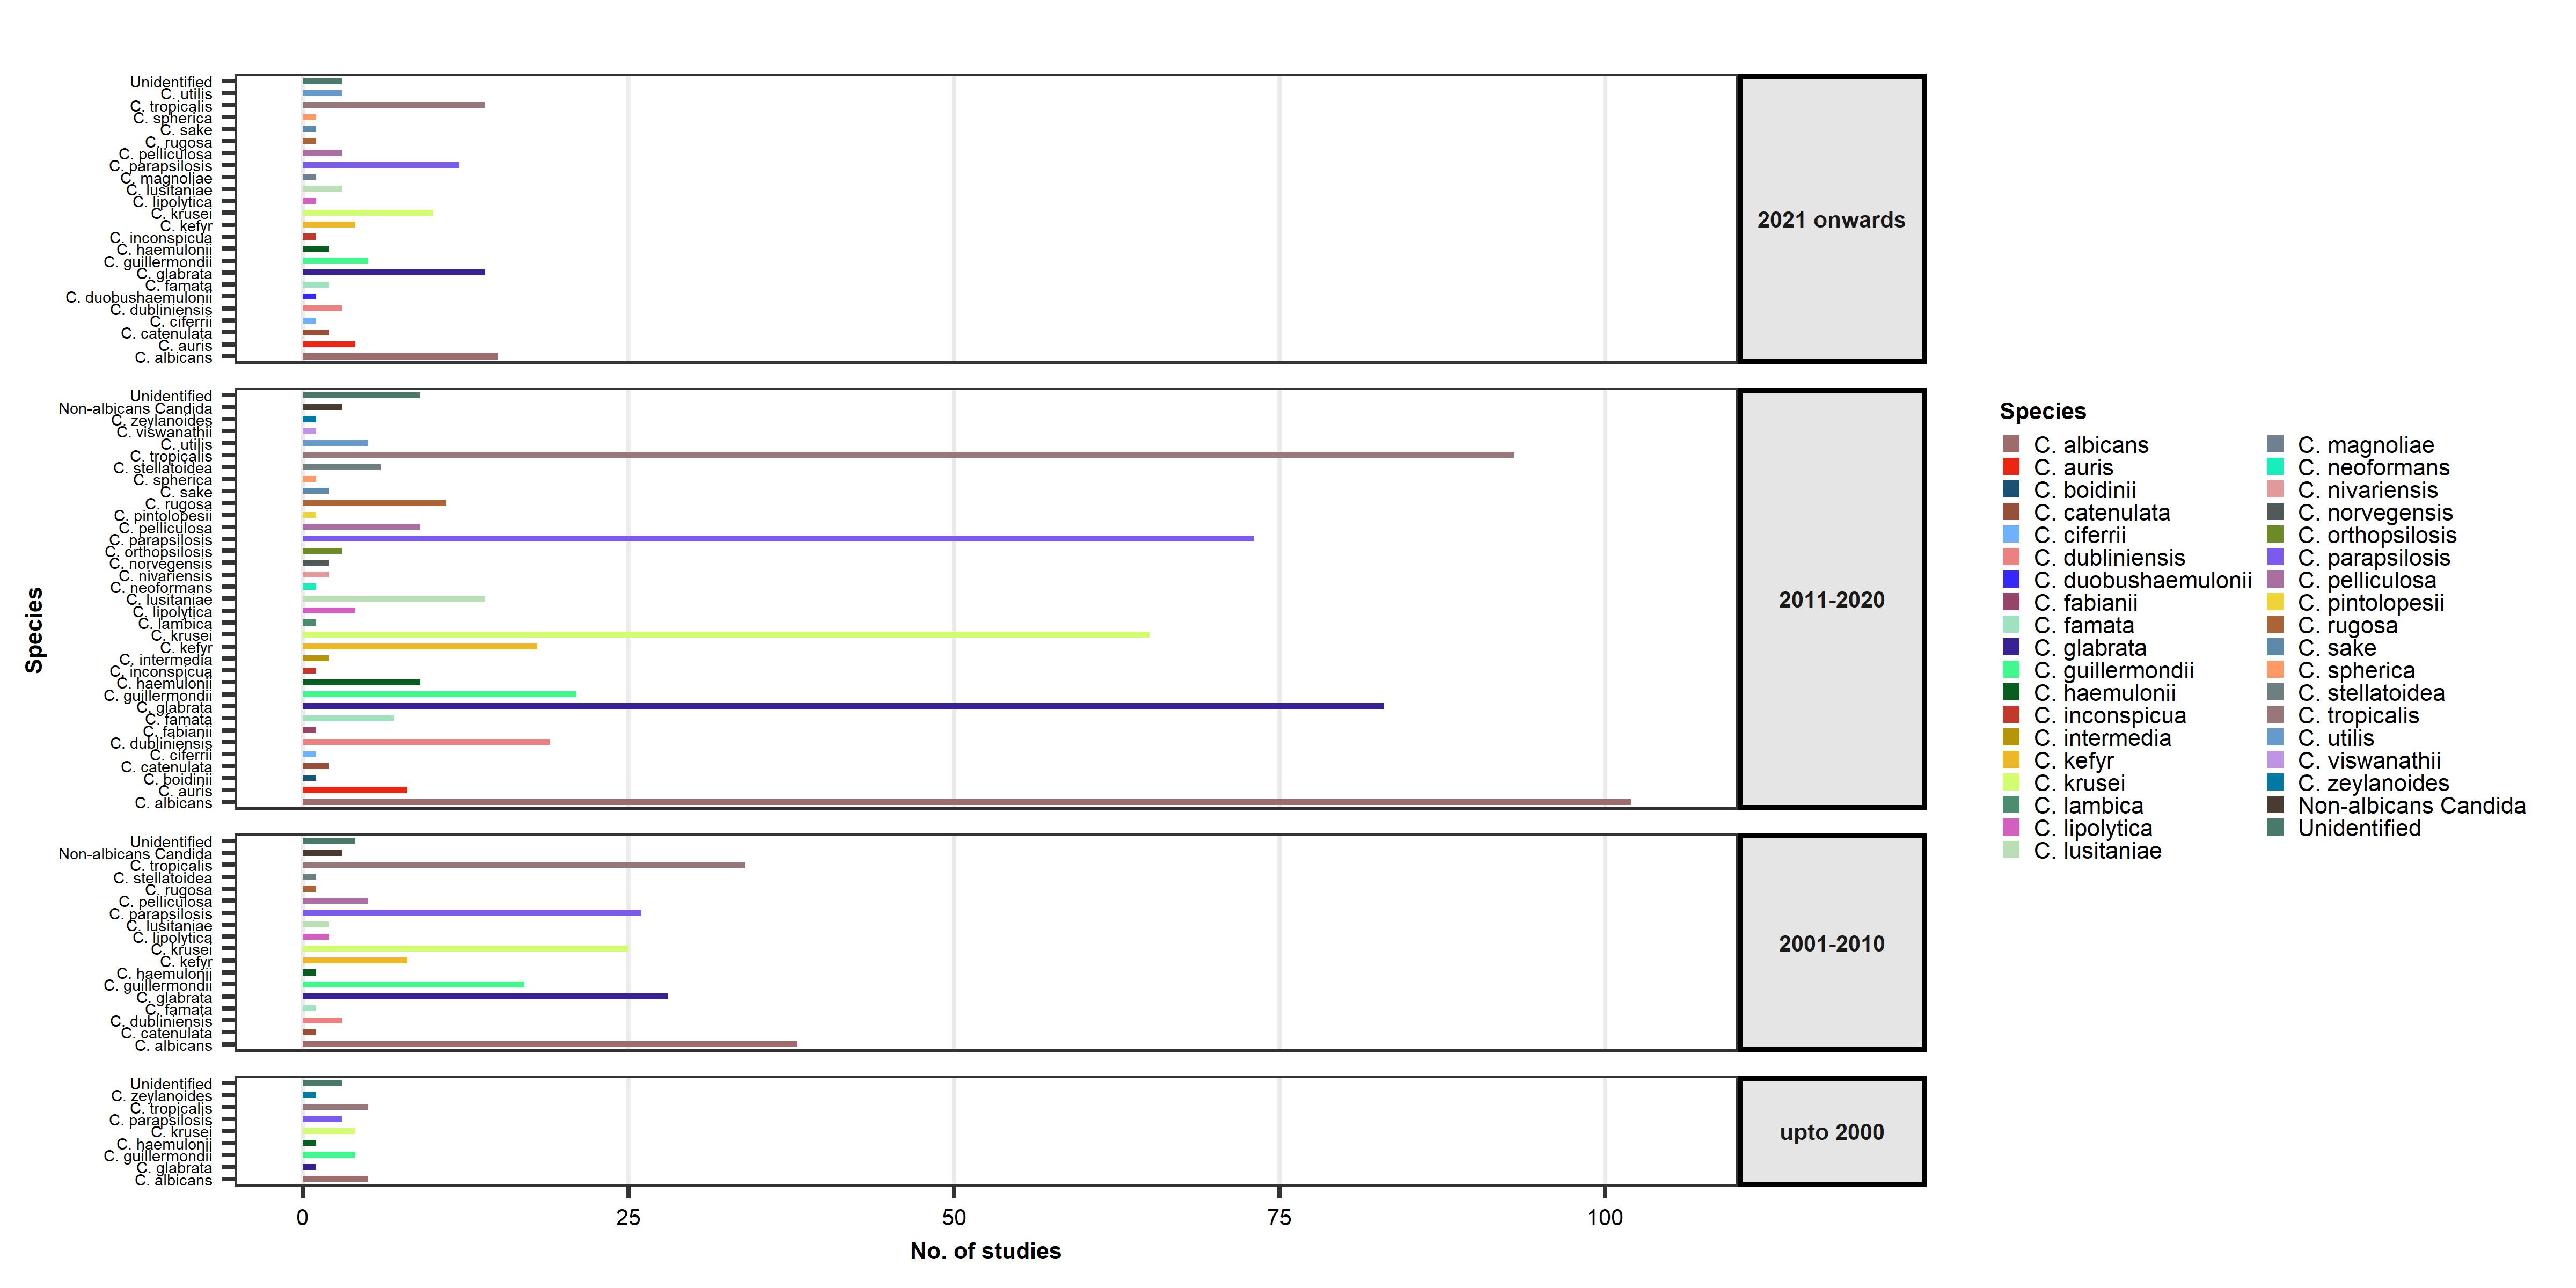 Unidentified
C. utilis
C. tropicalis
C. spherica
C. sake
C. rugosa
C. pelliculosa
C. parapsilosis
C. magnoliae
C. lusitaniae
C. lipolytica
C. krusei
C. kefyr
C. inconspicua
C. haemulonii
C. guillermondii
C. glabrata
C. famata
C. duobushaemulonii
C. dubliniensis
C. ciferrii
C. catenulata
C. auris
C. albicans
2021 onwards
Unidentified
Non-albicans Candida
C. zeylanoides
C. viswanathii
C. utilis
C. tropicalis
C. stellatoidea
C. spherica
C. sake
C. rugosa
C. pintolopesii
C. pelliculosa
C. parapsilosis
C. orthopsilosis
C. norvegensis
C. nivariensis
C. neoformans
C. lusitaniae
C. lipolytica
C. lambica
C. krusei
C. kefyr
C. intermedia
C. inconspicua
C. haemulonii
C. guillermondii
C. glabrata
C. famata
C. fabianii
C. dubliniensis
C. ciferrii
C. catenulata
C. boidinii
C. auris
C. albicans
2011-2020
Unidentified
Non-albicans Candida
C. tropicalis
C. stellatoidea
C. rugosa
C. pelliculosa
C. parapsilosis
C. lusitaniae
C. lipolytica
C. krusei
C. kefyr
C. haemulonii
C. guillermondii
C. glabrata
C. famata
C. dubliniensis
C. catenulata
C. albicans
2001-2010
Unidentified
C. zeylanoides
C. tropicalis
C. parapsilosis
C. krusei
C. haemulonii
C. guillermondii
C. glabrata
C. albicans
upto 2000
0
25
50
75
100
No. of studies
Species
Species
C. albicans
C. auris
C. boidinii
C. catenulata
C. ciferrii
C. dubliniensis
C. duobushaemulonii
C. fabianii
C. famata
C. glabrata
C. guillermondii
C. haemulonii
C. inconspicua
C. intermedia
C. kefyr
C. krusei
C. lambica
C. lipolytica
C. lusitaniae
C. magnoliae
C. neoformans
C. nivariensis
C. norvegensis
C. orthopsilosis
C. parapsilosis
C. pelliculosa
C. pintolopesii
C. rugosa
C. sake
C. spherica
C. stellatoidea
C. tropicalis
C. utilis
C. viswanathii
C. zeylanoides
Non-albicans Candida
Unidentified